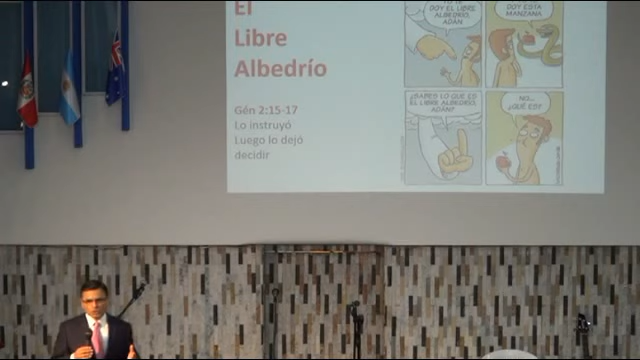 El
Libre
Albedrío
Gén 2:15-17
Lo instruyó
Luego lo dejó
decidir
DOY EL LIBRE
ALBEDRÍO,
ADÁN
DOY ESTA
MANZANA
¿SABES LO QUE ES
EL LIBRE ALBEDRÍO,
ADÁN?
NO...
¿QUÉ ES?